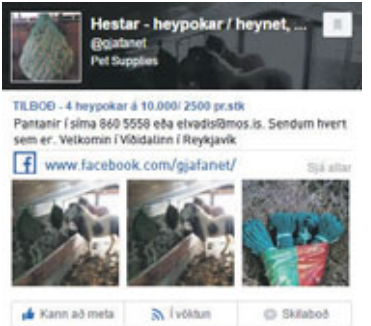 Hestar - heypokar / heynet, ...
@gjafanet
Pet Supplies
TILBOÐ - 4 heypokar á 10.000/ 2500 pr.stk
Pantanir í síma 860 5558 eða elvadis@mos.is. Sendum hvert
sem er. Velkomin í Víðidalinn í Reykjavík
www.facebook.com/gjafanet/
Sjá allar
Kann að meta
Í vöktun
Skilaboð